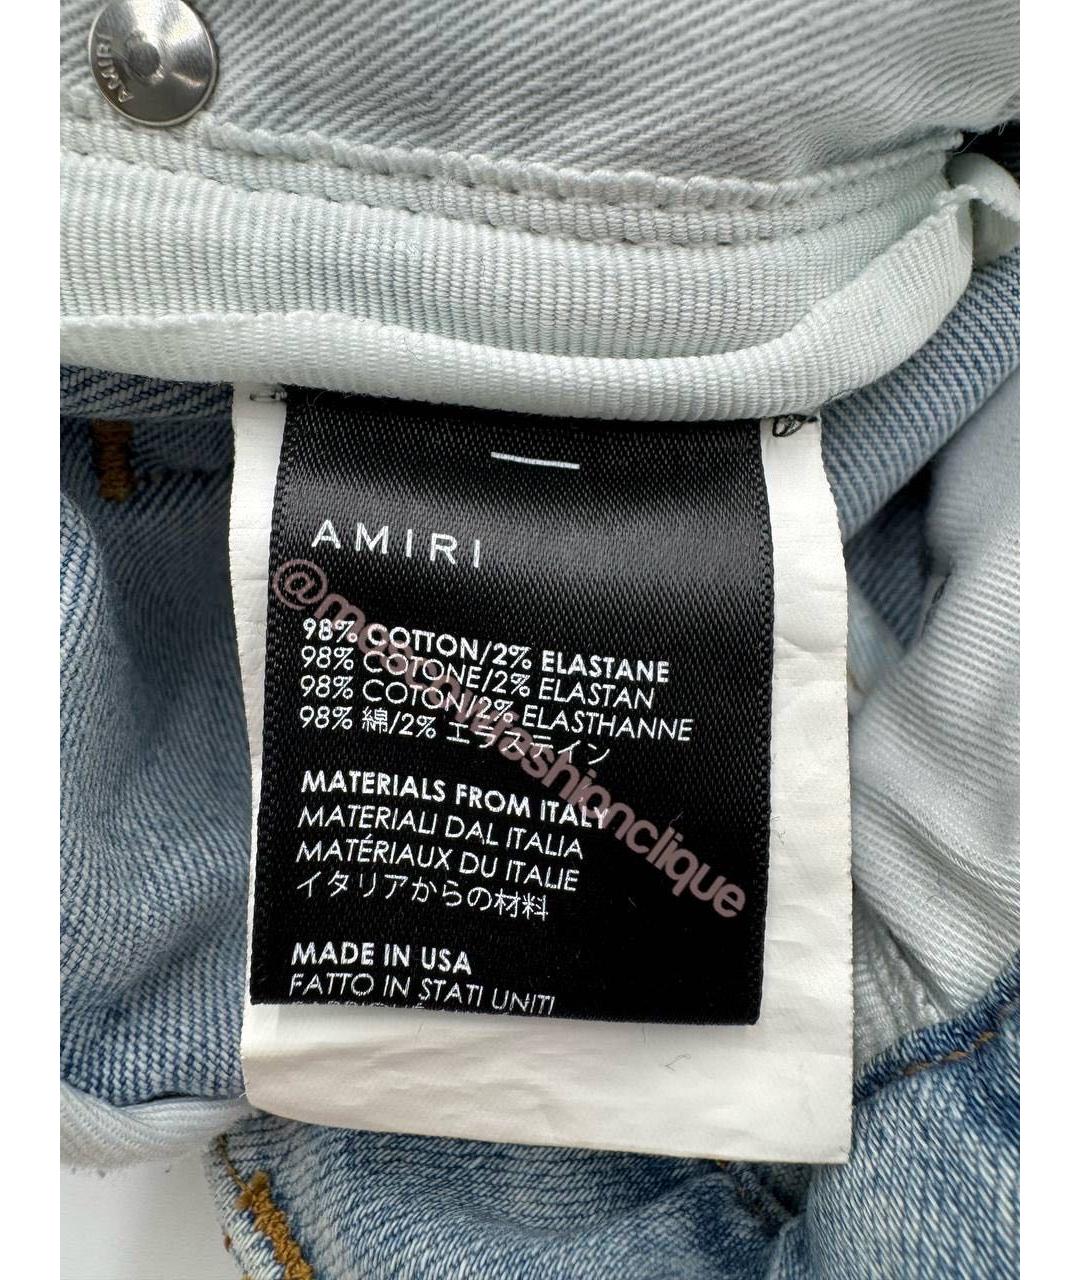 AMIRI
AMIRI
98% COTTON/2% ELASTANE
98% COTONE/2% ELASTAN
98% COTON/2% ELASTHANNE
98% 綿/2% エラステイン
MATERIALS FROM ITALY
MATERIALI DAL ITALIA
MATÉRIAUX DU ITALIE
イタリアからの材料
MADE IN USA
FATTO IN STATI UNITI